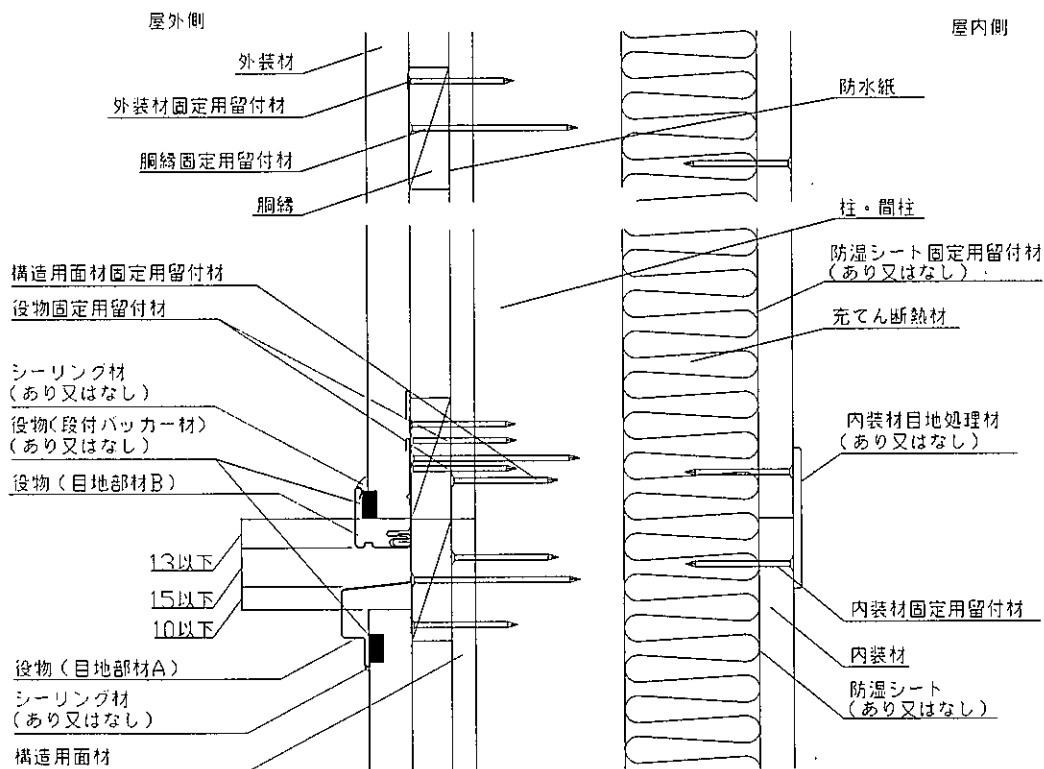 屋外側
屋内側
外装材
外装材固定用留付材
胴縁固定用留付材
胴縁
構造用面材固定用留付材
役物固定用留付材
シーリング材
(あり又はなし)
役物(段付バッカー材)
(あり又はなし)
役物(目地部材B)
13以下
15以下
10以下
役物(目地部材A)
シーリング材
(あり又はなし)
構造用面材
防水紙
柱・間柱
防湿シート固定用留付材
(あり又はなし)
充てん断熱材
内装材目地処理材
(あり又はなし)
内装材固定用留付材
内装材
防湿シート
(あり又はなし)